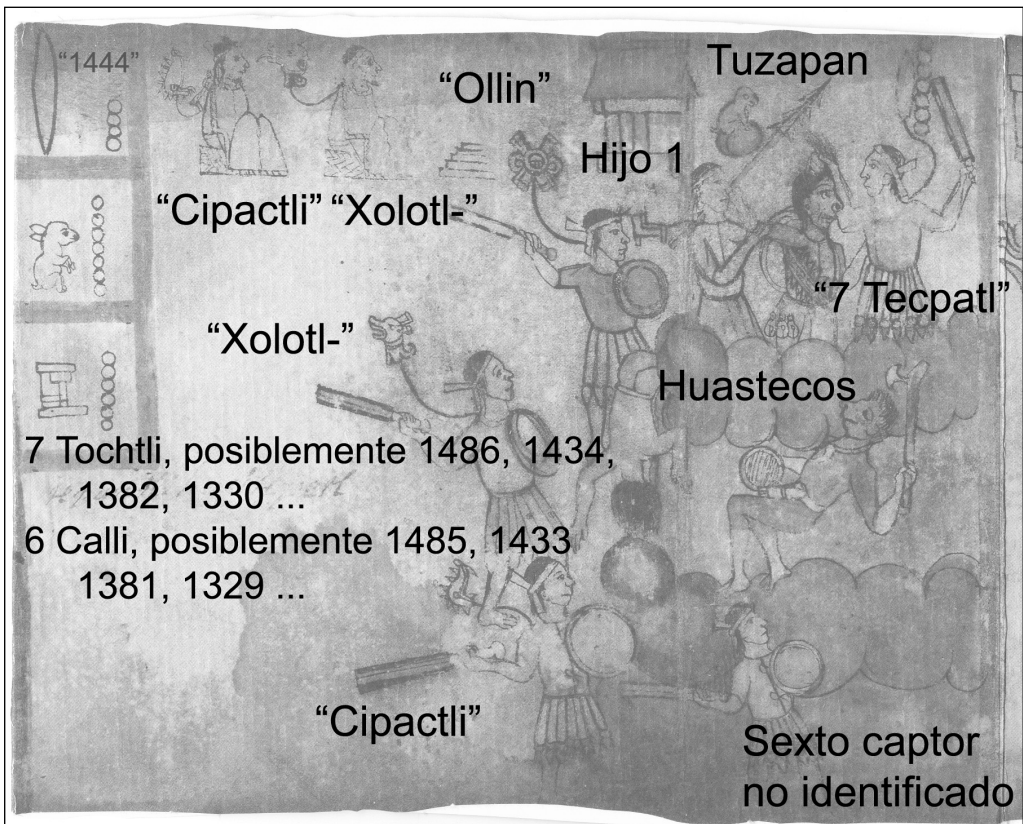 “1444”
Tuzapan
“Ollin”
Hijo 1
“Cipactli” “Xolotl-”
“7 Tecpatl”
“Xolotl-”
Huastecos
7 Tochtli, posiblemente 1486, 1434,
1382, 1330 ...
6 Calli, posiblemente 1485, 1433
1381, 1329 ...
“Cipactli”
Sexto captor
no identificado